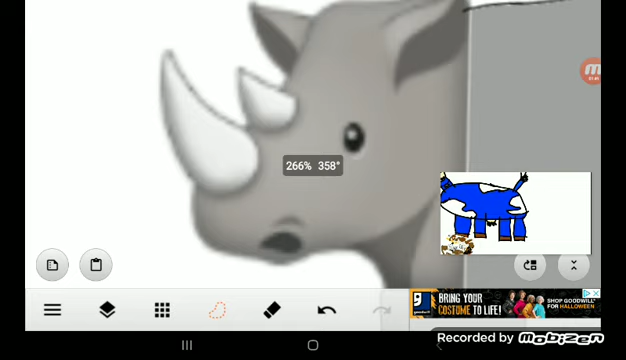 266% 358°
BRING YOUR
COSTUME TO LIFE!
SHOP GOODWILL®
FOR HALLOWEEN
Recorded by mobizen